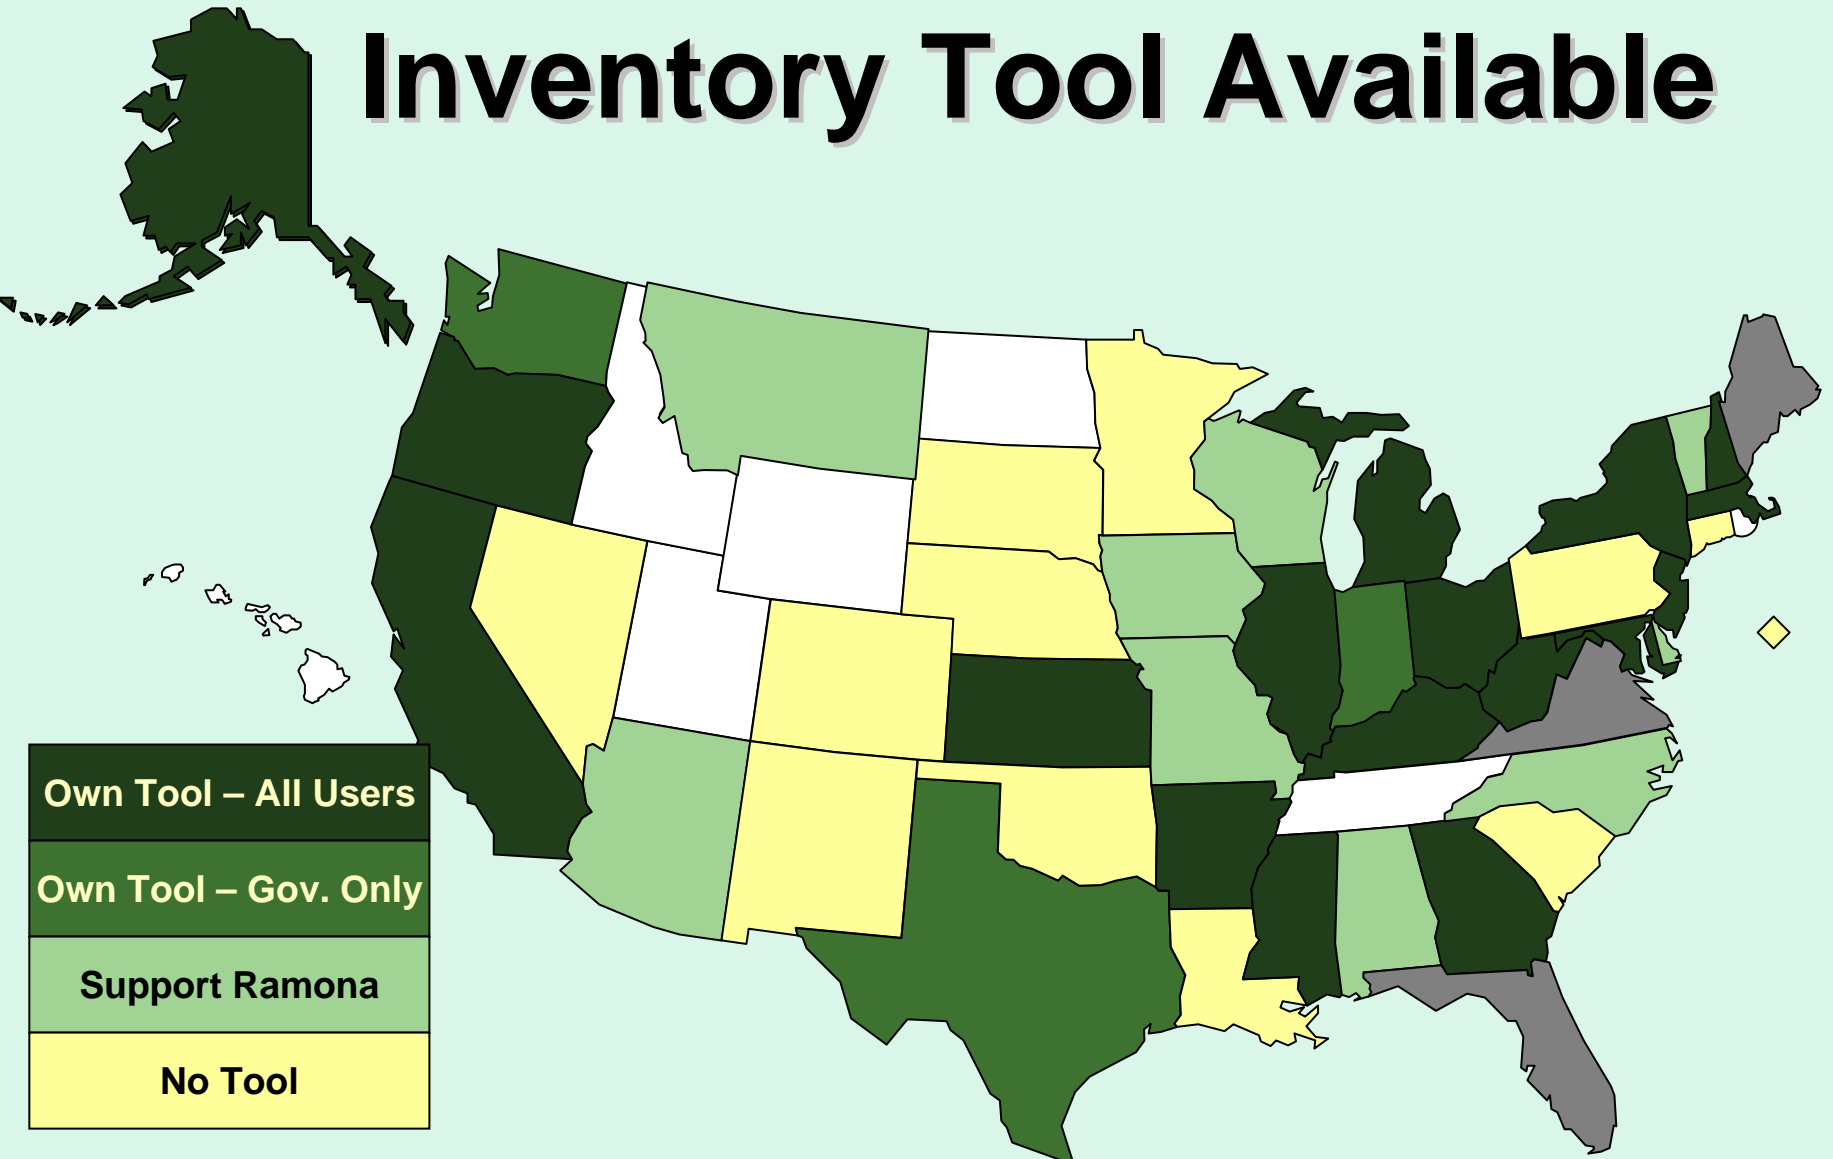 Inventory Tool Available
Own Tool – All Users
Own Tool – Gov. Only
Support Ramona
No Tool